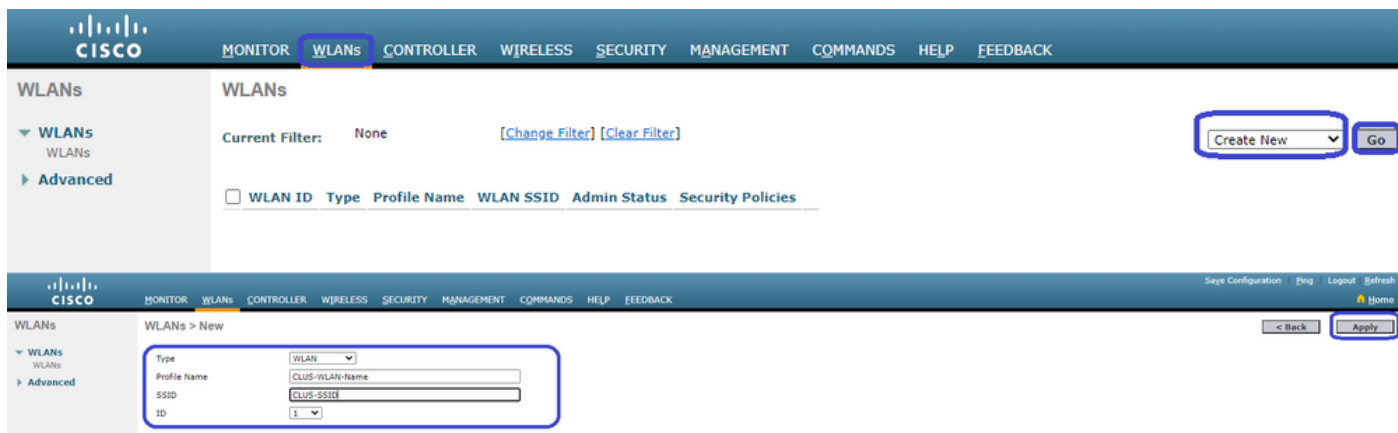 CISCO
MONITOR WLANs CONTROLLER WIRELESS SECURITY MANAGEMENT COMMANDS HELP FEEDBACK
WLANs
WLANs
WLANs
WLANs
Advanced
Current Filter: None [Change Filter] [Clear Filter]
Create New Go
WLAN ID Type Profile Name WLAN SSID Admin Status Security Policies
Save Configuration Ping Logout Refresh
CISCO
MONITOR WLANs CONTROLLER WIRELESS SECURITY MANAGEMENT COMMANDS HELP FEEDBACK
Home
WLANs
WLANs
WLANs
Advanced
WLANs > New
< Back Apply
Type WLAN
Profile Name CLUS-WLAN-Name
SSID CLUS-SSID
ID 1